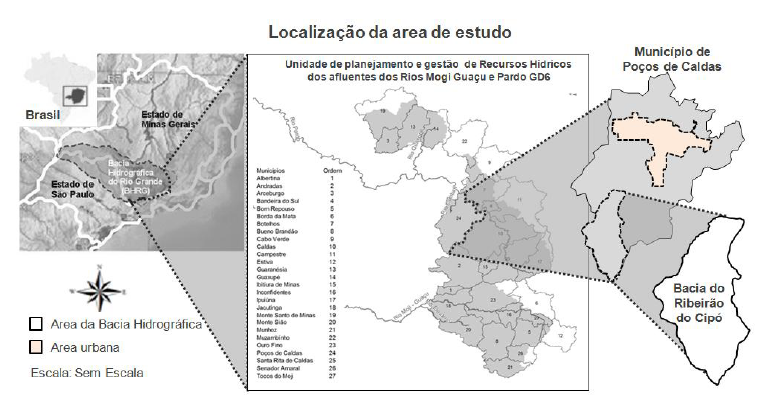 Localização da area de estudo
Brasil
Estado de
Minas Gerais
Bacia
Hidrográfica
do Rio Grande
(BHRG)
Estado de
São Paulo
Area da Bacia Hidrográfica
Area urbana
Escala: Sem Escala
Unidade de planejamento e gestão de Recursos Hídricos
dos afluentes dos Rios Mogi Guaçu e Pardo GD6
Municípios Ordem
Albertina 1
Andradas 2
Arceburgo 3
Bandeira do Sul 4
Bom Repouso 5
Borda da Mata 6
Botelhos 7
Bueno Brandão 8
Cabo Verde 9
Caldas 10
Campestre 11
Estiva 12
Guaranésia 13
Guaxupé 14
Ibitiura de Minas 15
Inconfidentes 16
Ipuiúna 17
Jacutinga 18
Monte Santo de Minas 19
Monte Sião 20
Munhoz 21
Muzambinho 22
Ouro Fino 23
Poços de Caldas 24
Santa Rita de Caldas 25
Senador Amaral 26
Tocos do Moji 27
Rio Pardo
Rio Moji - Guaçu
Município de
Poços de Caldas
Bacia do
Ribeirão
do Cipó